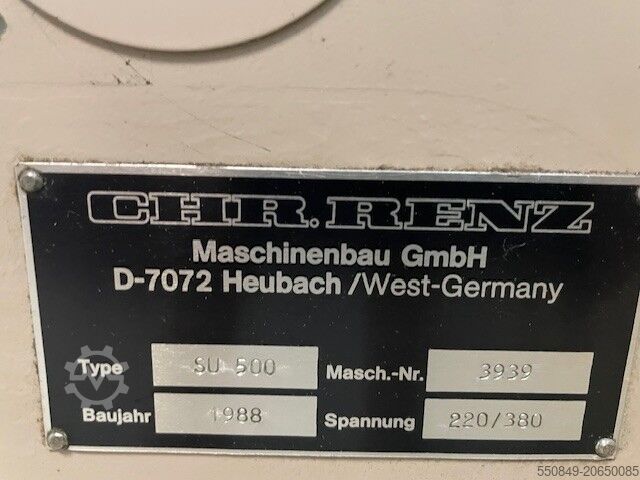 CHR. RENZ
Maschinenbau GmbH
D-7072 Heubach/West-Germany
Type SU 500 Masch.-Nr. 3939
Baujahr 1988 Spannung 220/380
550849-20650085